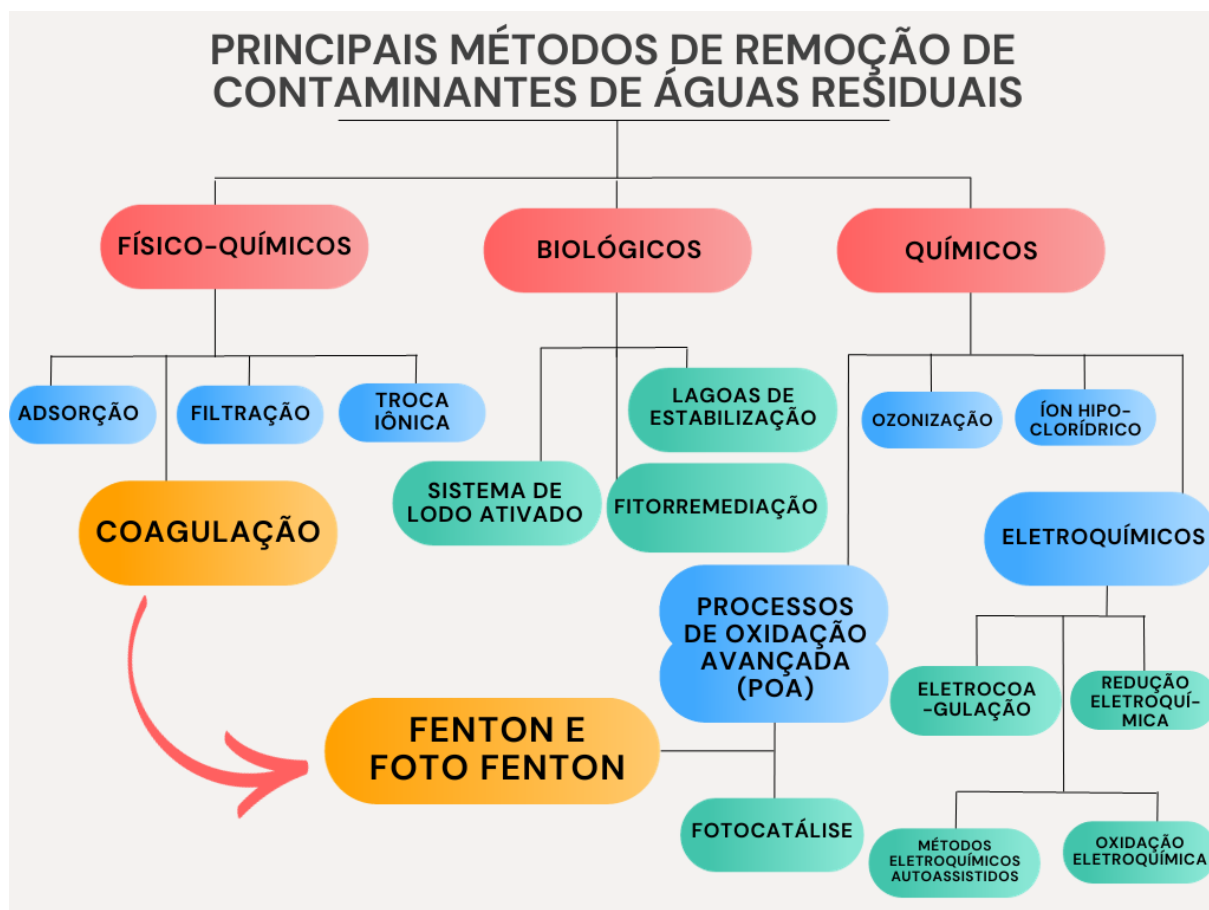 PRINCIPAIS MÉTODOS DE REMOÇÃO DE
CONTAMINANTES DE ÁGUAS RESIDUAIS
FÍSICO-QUÍMICOS
BIOLÓGICOS
QUÍMICOS
ADSORÇÃO
FILTRAÇÃO
TROCA
IÔNICA
COAGULAÇÃO
LAGOAS DE
ESTABILIZAÇÃO
SISTEMA DE
LODO ATIVADO
FITORREMEDIAÇÃO
OZONIZAÇÃO
ÍON HIPO-
CLORÍDRICO
ELETROQUÍMICOS
PROCESSOS
DE OXIDAÇÃO
AVANÇADA
(POA)
FENTON E
FOTO FENTON
FOTOCATÁLISE
ELETROCOA
-GULAÇÃO
REDUÇÃO
ELETROQUÍ-
MICA
MÉTODOS
ELETROQUÍMICOS
AUTOASSISTIDOS
OXIDAÇÃO
ELETROQUÍMICA